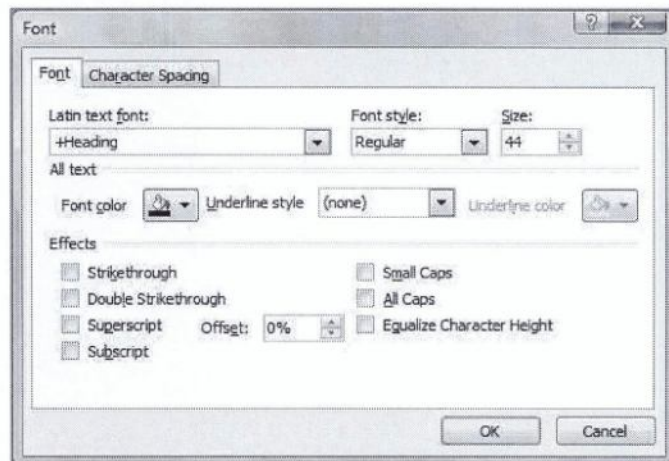 Font
Font Character Spacing
Latin text font: Font style: Size:
+Heading Regular 44
All text
Font color Underline style (none) Underline color
Effects
Strikethrough Small Caps
Double Strikethrough All Caps
Superscript Offset: 0% Equalize Character Height
Subscript
OK Cancel